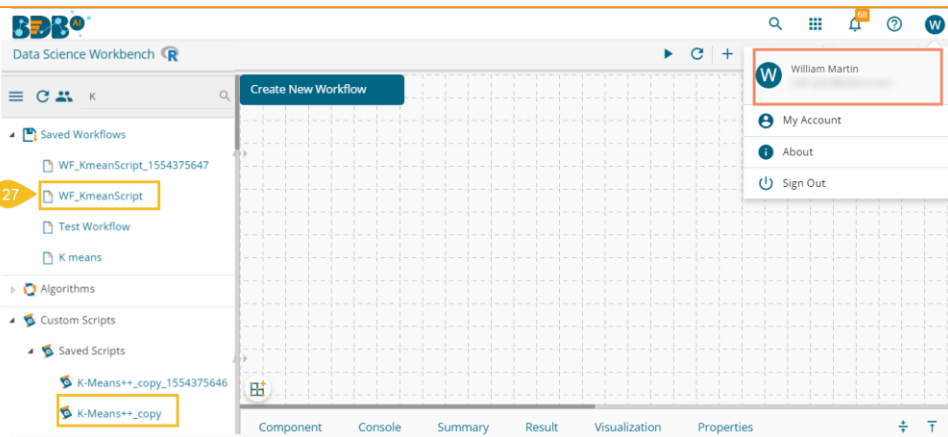 BDB AI
68
W
Data Science Workbench R
W
William Martin
K
Create New Workflow
My Account
Saved Workflows
About
WF_KmeanScript_1554375647
Sign Out
27
WF_KmeanScript
Test Workflow
K means
Algorithms
Custom Scripts
Saved Scripts
K-Means++_copy_1554375646
K-Means++_copy
Component Console Summary Result Visualization Properties